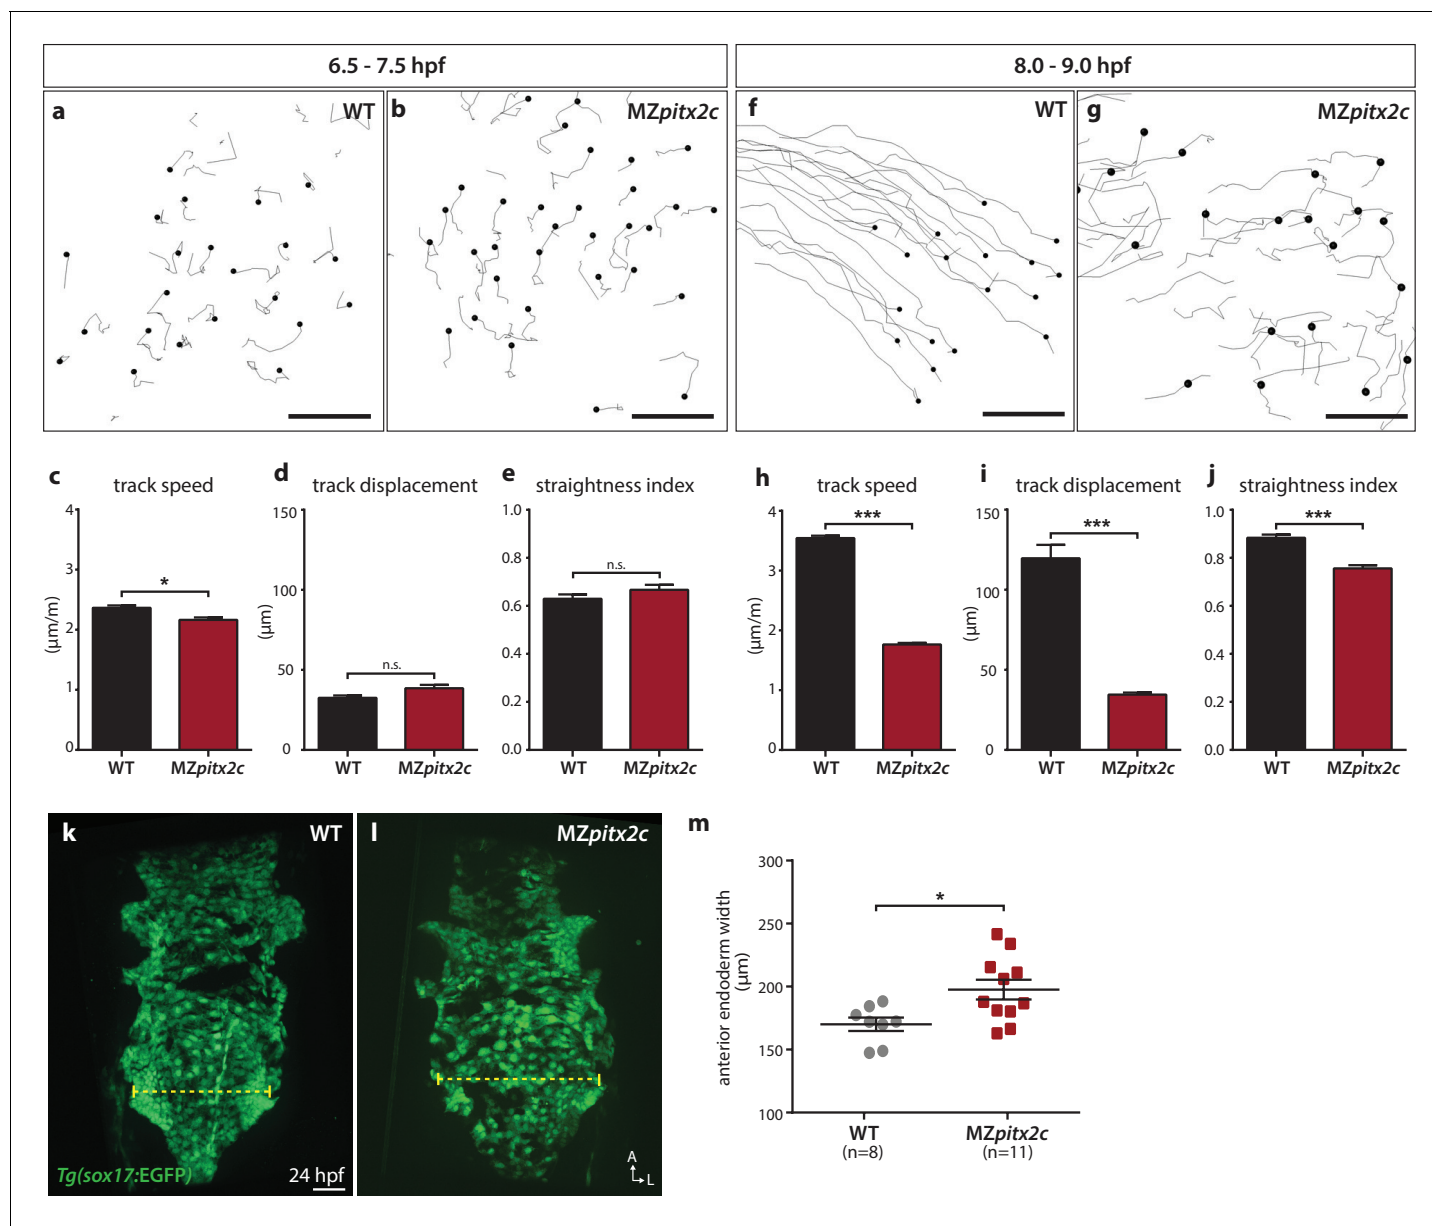 6.5 - 7.5 hpf
8.0 - 9.0 hpf
a WT
b MZpitx2c
f WT
g MZpitx2c
c track speed
d track displacement
e straightness index
h track speed
i track displacement
j straightness index
4
3
2
1
0
(µm/m)
*
WT MZpitx2c
150
100
50
0
(µm)
n.s.
WT MZpitx2c
1.0
0.8
0.6
0.4
0.2
0.0
n.s.
WT MZpitx2c
4
3
2
1
0
(µm/m)
***
WT MZpitx2c
150
100
50
0
(µm)
***
WT MZpitx2c
1.0
0.8
0.6
0.4
0.2
0.0
***
WT MZpitx2c
k WT
Tg(sox17:EGFP) 24 hpf
l MZpitx2c
A
L
m
anterior endoderm width
(µm)
300
250
200
150
100
*
WT MZpitx2c
(n=8) (n=11)